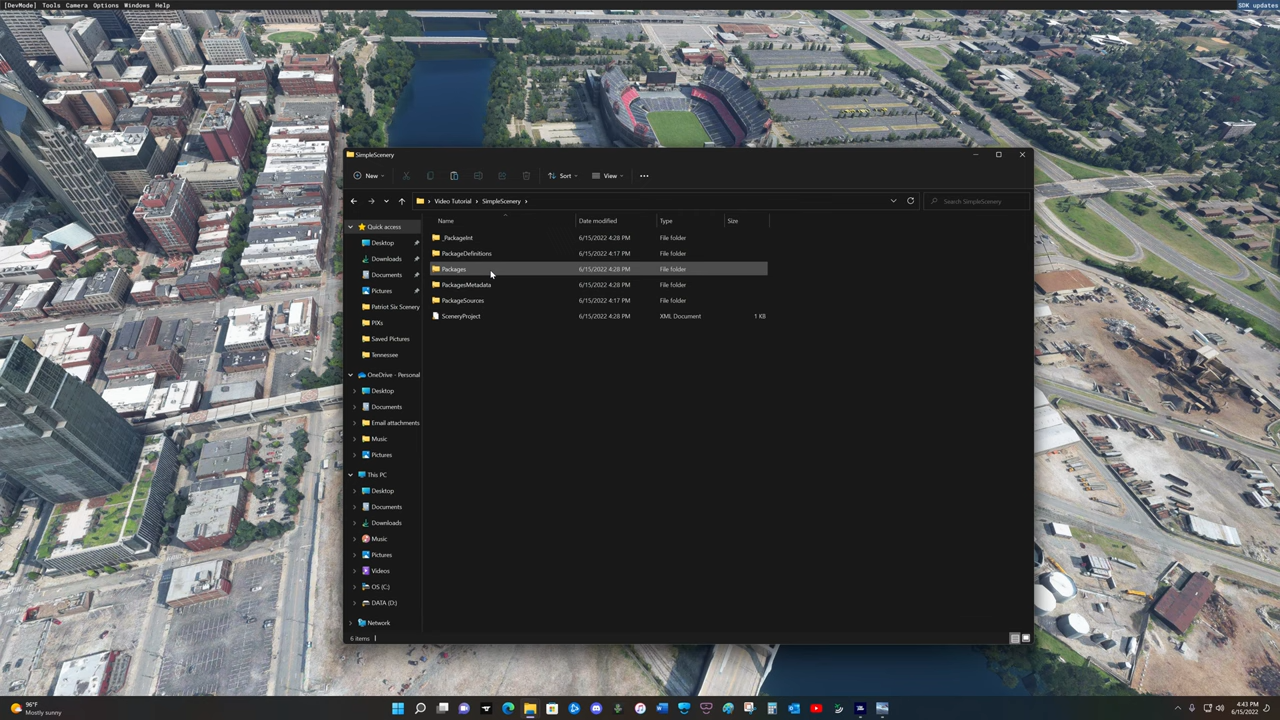 [DevMode] Tools Camera Options Windows Help SDK updates
SimpleScenery
New Sort View
Video Tutorial SimpleScenery Search SimpleScenery
Name Date modified Type Size
Quick access
Desktop
Downloads
Documents
Pictures
Patriot Six Scenery
PIXs
Saved Pictures
Tennessee
OneDrive - Personal
Desktop
Documents
Email attachments
Music
Pictures
This PC
Desktop
Documents
Downloads
Music
Pictures
Videos
OS (C:)
DATA (D:)
Network
_PackageInt 6/15/2022 4:28 PM File folder
PackageDefinitions 6/15/2022 4:17 PM File folder
Packages 6/15/2022 4:28 PM File folder
PackagesMetadata 6/15/2022 4:28 PM File folder
PackageSources 6/15/2022 4:17 PM File folder
SceneryProject 6/15/2022 4:28 PM XML Document 1 KB
6 items
96°F
Mostly sunny
4:43 PM
6/15/2022